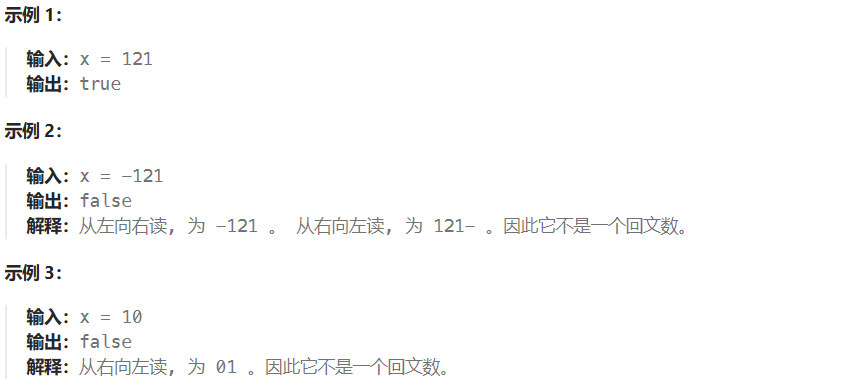 示例 1：
输入：x = 121
输出：true
示例 2：
输入：x = -121
输出：false
解释：从左向右读, 为 -121 。 从右向左读, 为 121- 。因此它不是一个回文数。
示例 3：
输入：x = 10
输出：false
解释：从右向左读, 为 01 。因此它不是一个回文数。